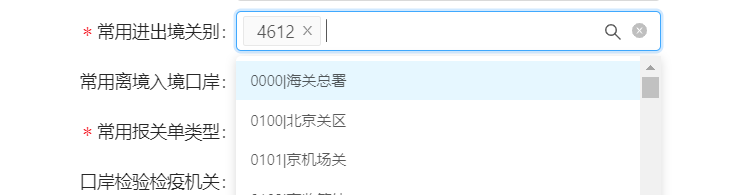 * 常用进出境关别: 4612 ×
常用离境入境口岸:
0000|海关总署
0100|北京关区
* 常用报关单类型:
0101|京机场关
口岸检验检疫机关: